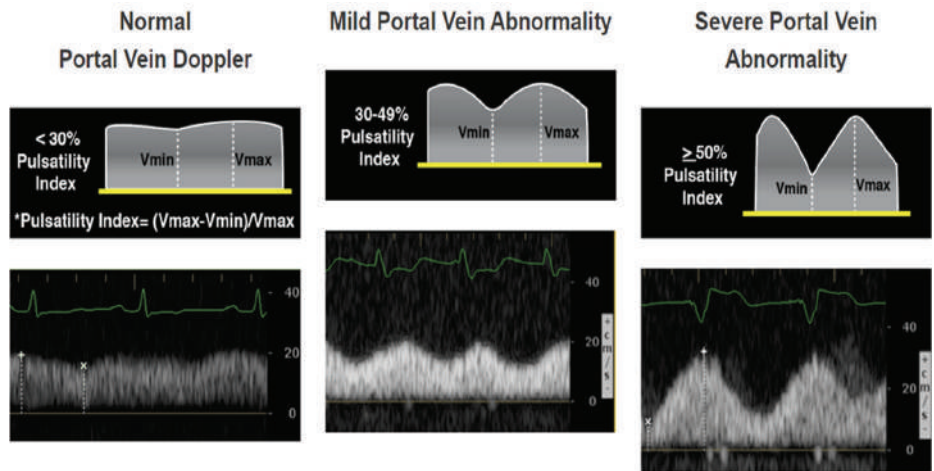 Normal
Portal Vein Doppler
< 30%
Pulsatility
Index
Vmin
Vmax
*Pulsatility Index= (Vmax-Vmin)/Vmax
40
20
0
Mild Portal Vein Abnormality
30-49%
Pulsatility
Index
Vmin
Vmax
40
20
0
+
c
m
/
s
-
Severe Portal Vein
Abnormality
≥50%
Pulsatility
Index
Vmin
Vmax
40
20
0
+
c
m
/
s
-